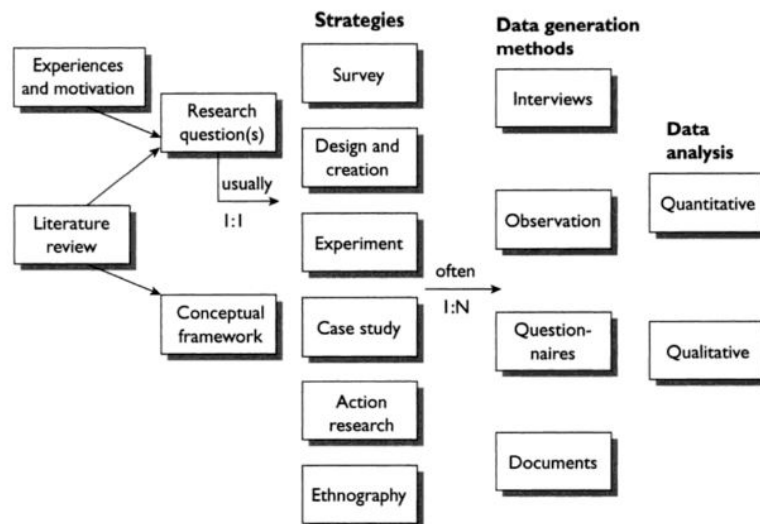 Strategies
Data generation
methods
Data
analysis
Experiences
and motivation
Literature
review
Research
question(s)
usually
1:1
Conceptual
framework
Survey
Design and
creation
Experiment
Case study
Action
research
Ethnography
often
1:N
Interviews
Observation
Question-
naires
Documents
Quantitative
Qualitative